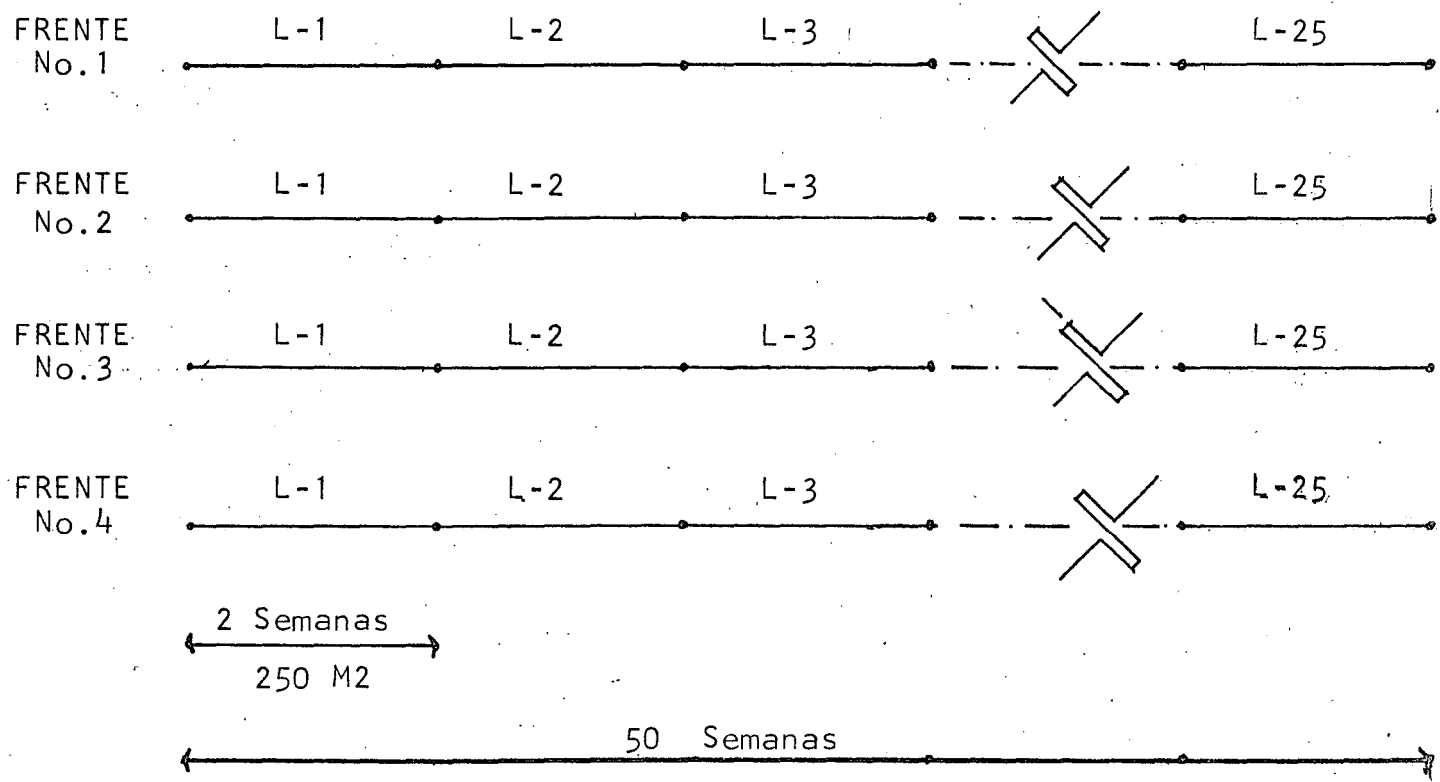 FRENTE No.1 L-1 L-2 L-3 L-25
FRENTE No.2 L-1 L-2 L-3 L-25
FRENTE No.3 L-1 L-2 L-3 L-25
FRENTE No.4 L-1 L-2 L-3 L-25
2 Semanas
250 M2
50 Semanas